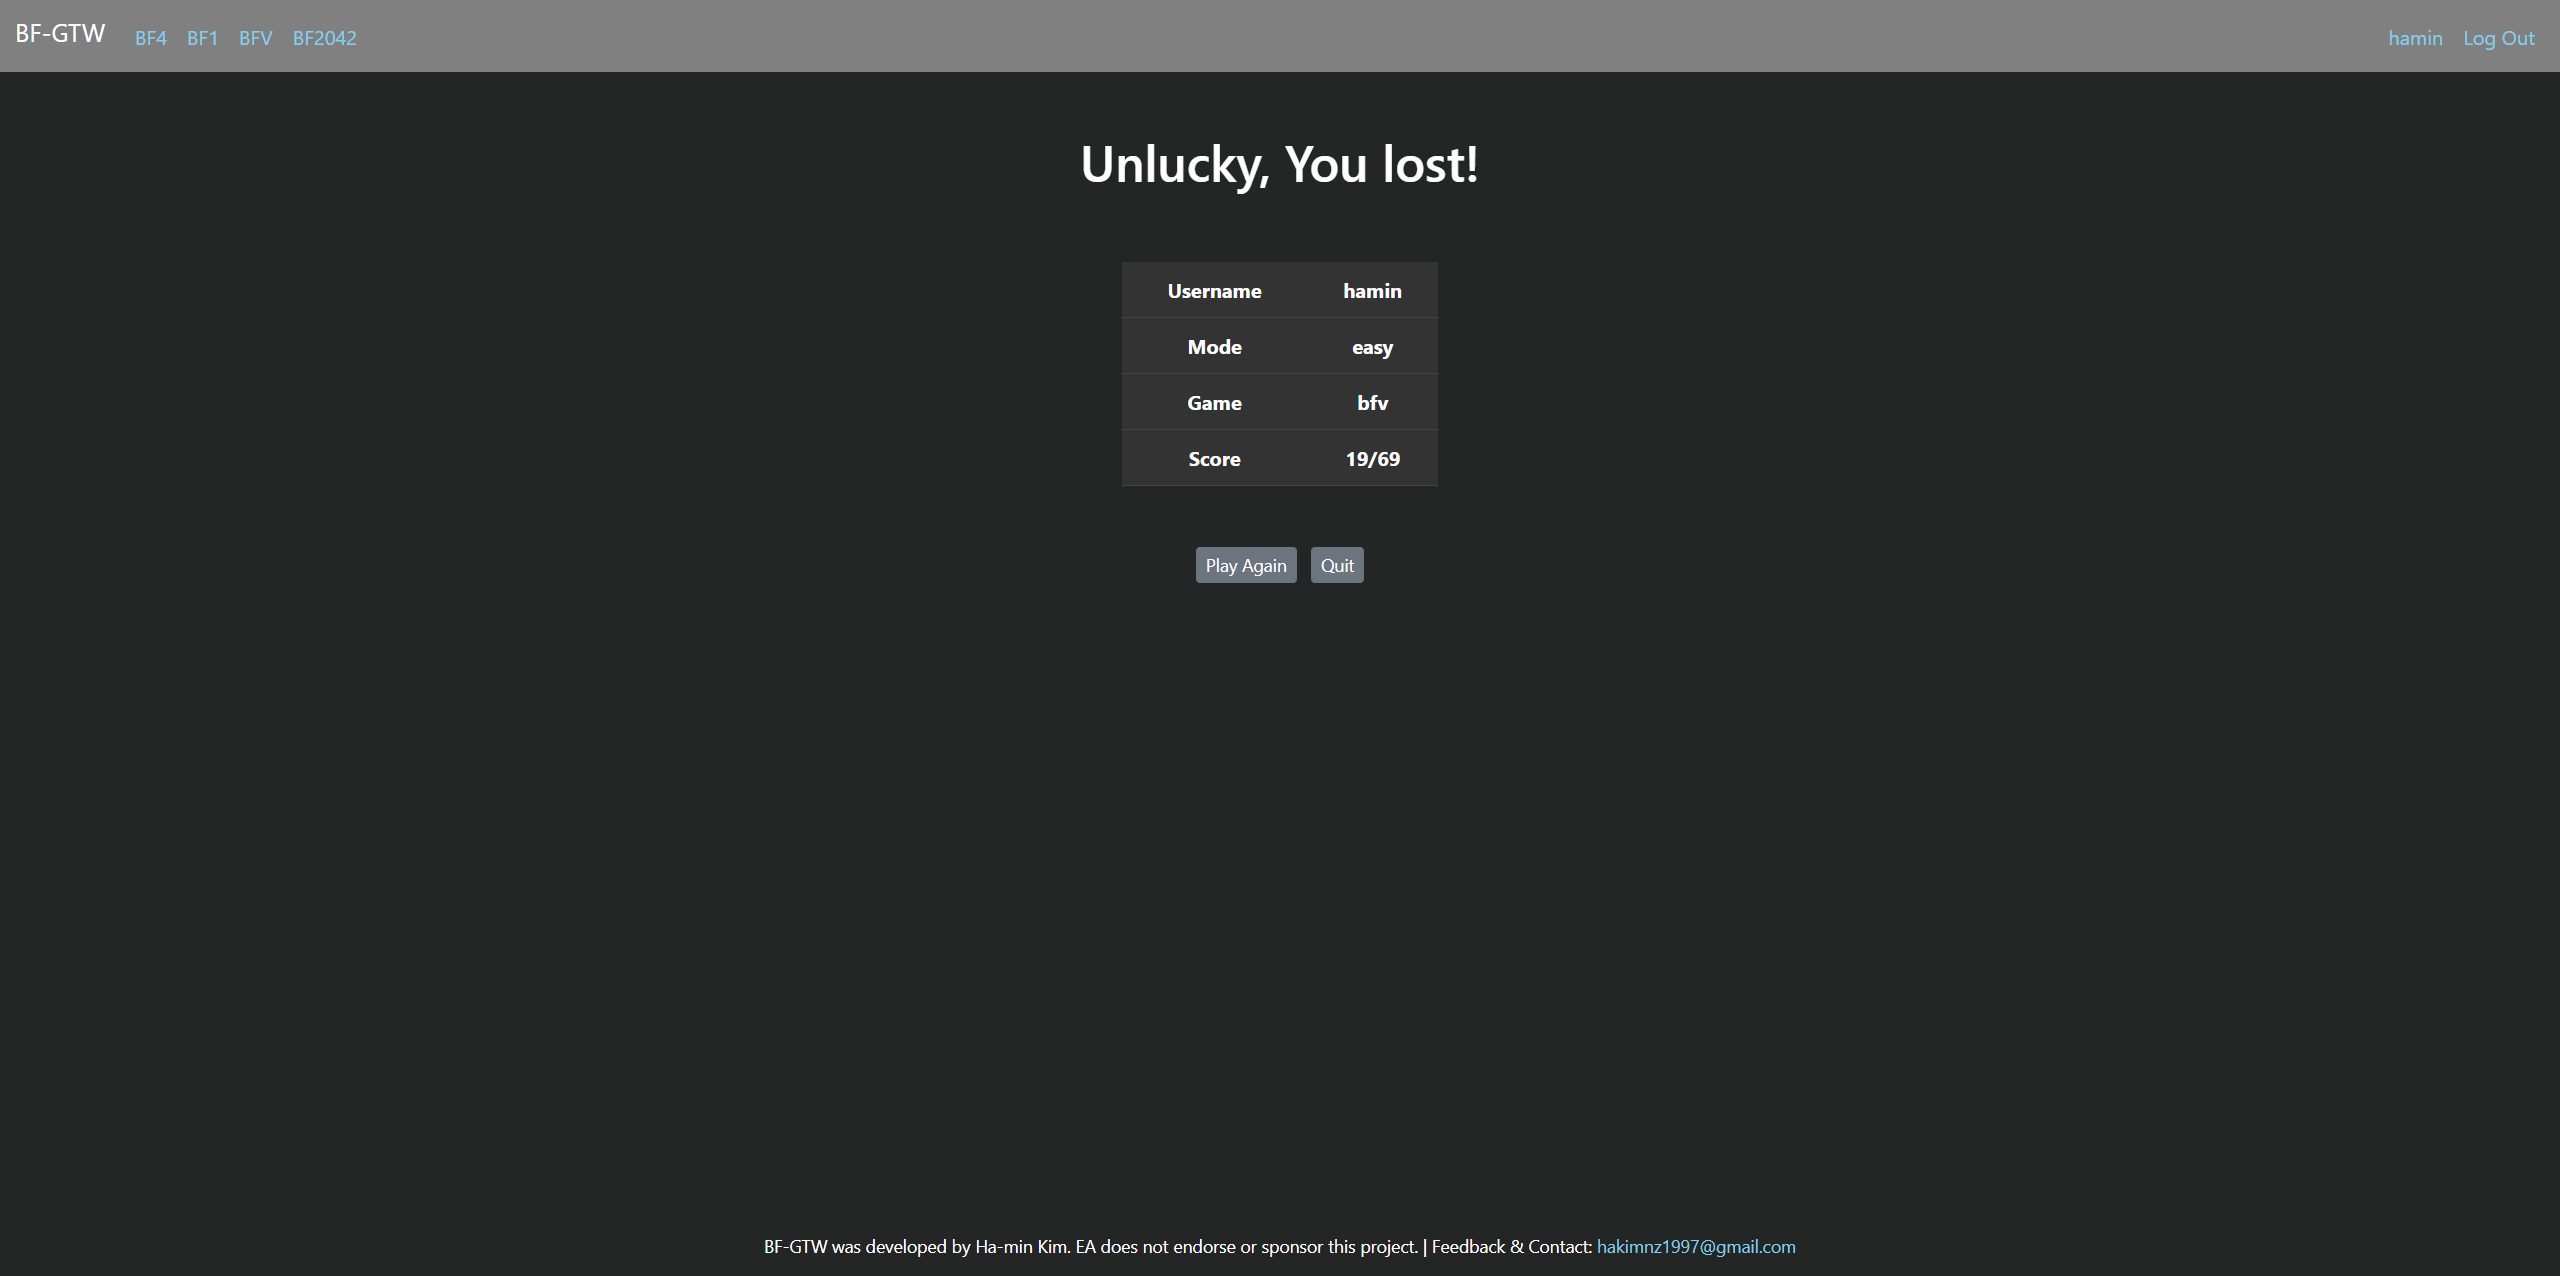 BF-GTW BF4 BF1 BFV BF2042 hamin Log Out
Unlucky, You lost!
Username hamin
Mode easy
Game bfv
Score 19/69
Play Again Quit
BF-GTW was developed by Ha-min Kim. EA does not endorse or sponsor this project. | Feedback & Contact: hakimnz1997@gmail.com